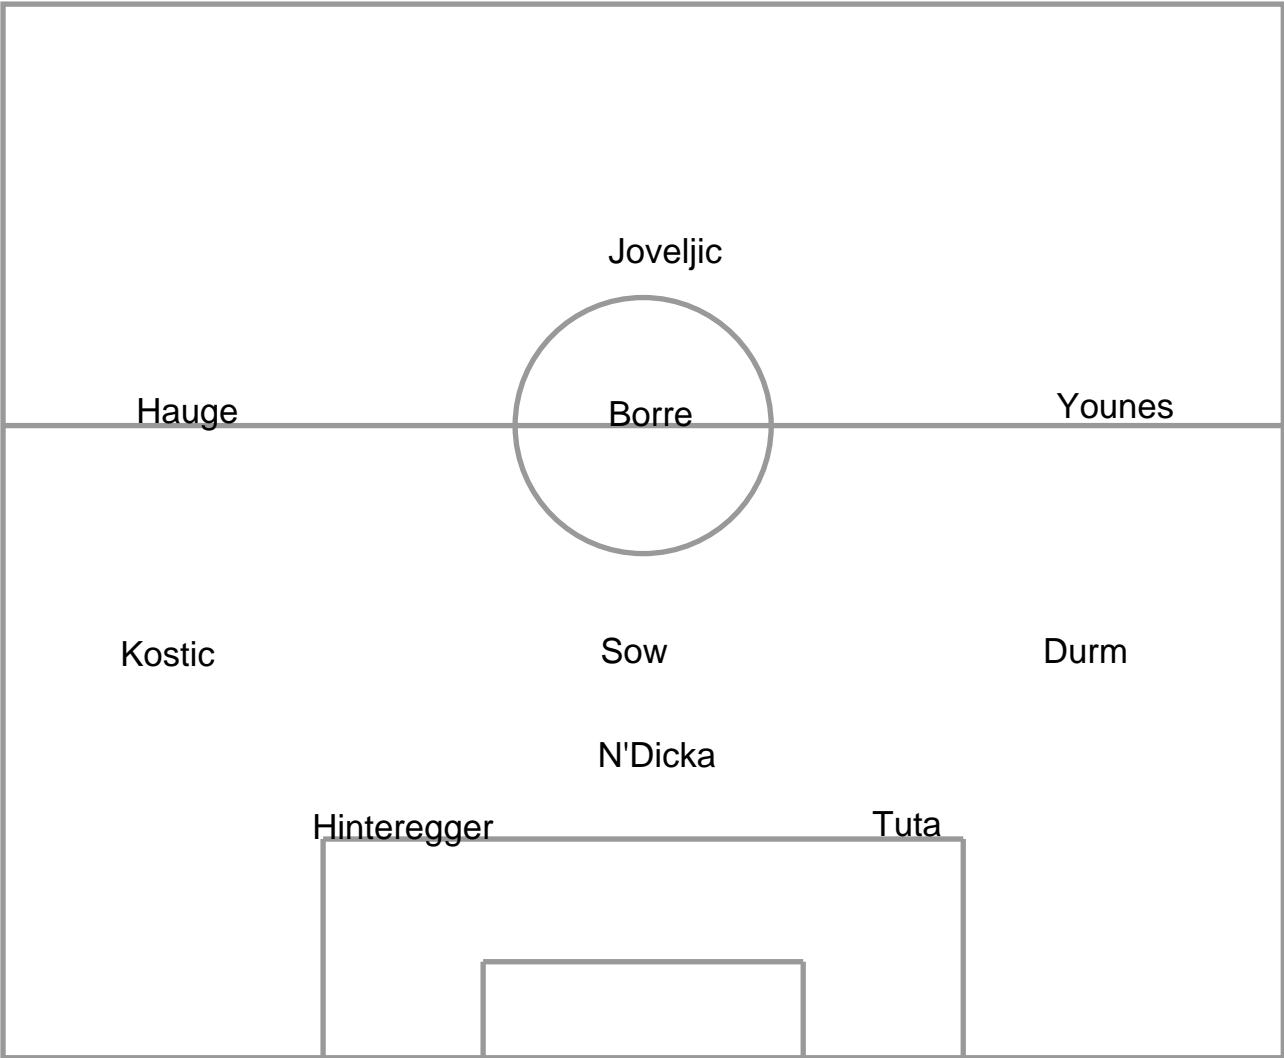 Joveljic
Hauge
Borre
Younes
Kostic
Sow
Durm
N'Dicka
Hinteregger
Tuta